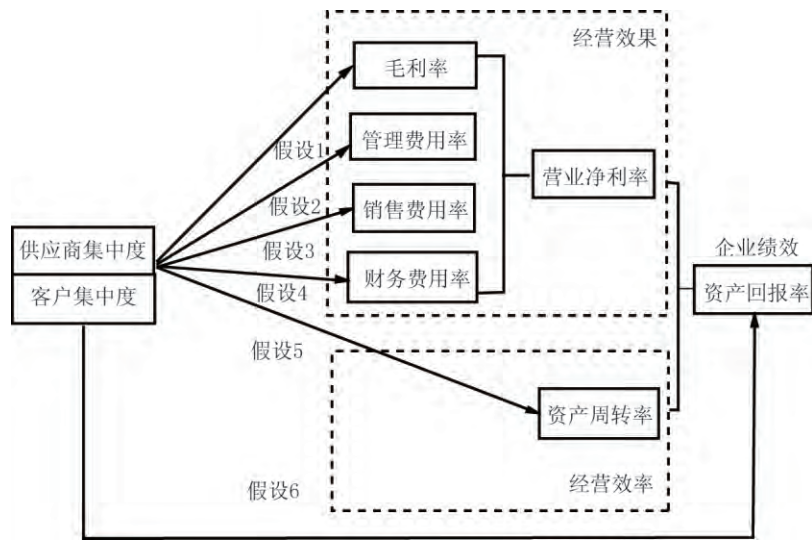 经营效果
毛利率
假设1
管理费用率
营业净利率
假设2
销售费用率
供应商集中度
假设3
企业绩效
客户集中度
假设4
财务费用率
资产回报率
假设5
资产周转率
假设6
经营效率